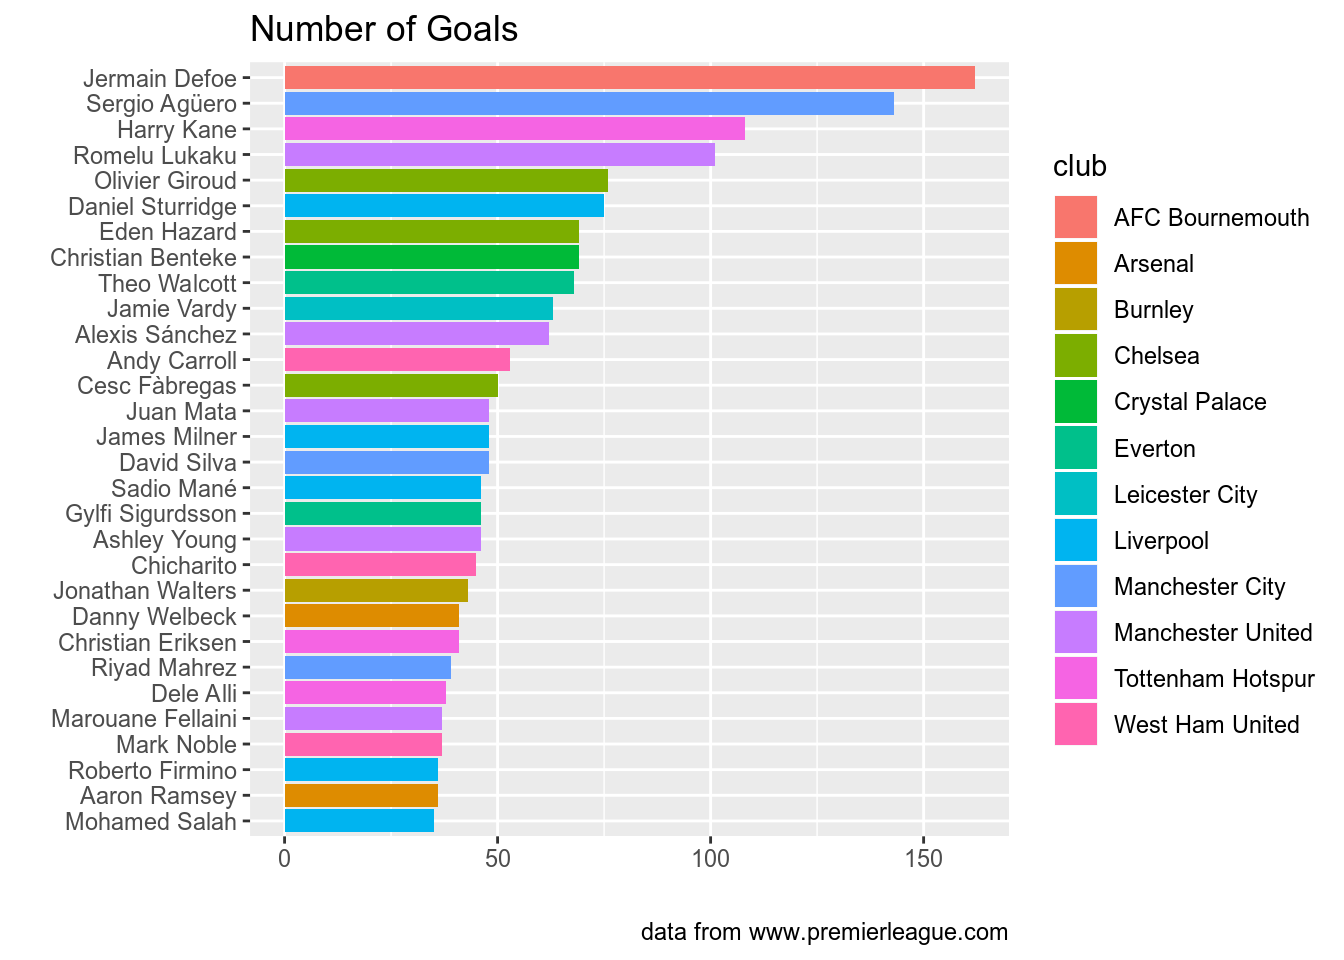 Number of Goals
Jermain Defoe
Sergio Agüero
Harry Kane
Romelu Lukaku
Olivier Giroud
Daniel Sturridge
Eden Hazard
Christian Benteke
Theo Walcott
Jamie Vardy
Alexis Sánchez
Andy Carroll
Cesc Fàbregas
Juan Mata
James Milner
David Silva
Sadio Mané
Gylfi Sigurdsson
Ashley Young
Chicharito
Jonathan Walters
Danny Welbeck
Christian Eriksen
Riyad Mahrez
Dele Alli
Marouane Fellaini
Mark Noble
Roberto Firmino
Aaron Ramsey
Mohamed Salah
0 50 100 150
club
AFC Bournemouth
Arsenal
Burnley
Chelsea
Crystal Palace
Everton
Leicester City
Liverpool
Manchester City
Manchester United
Tottenham Hotspur
West Ham United
data from www.premierleague.com